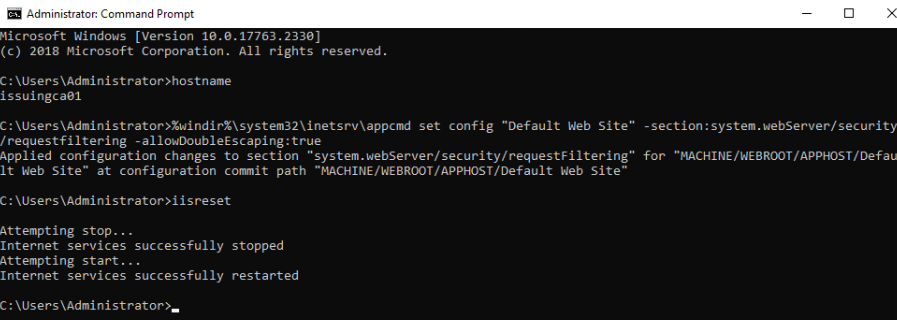 Administrator: Command Prompt
Microsoft Windows [Version 10.0.17763.2330]
(c) 2018 Microsoft Corporation. All rights reserved.
C:\Users\Administrator>hostname
issuingca01
C:\Users\Administrator>%windir%\system32\inetsrv\appcmd set config "Default Web Site" -section:system.webServer/security
/requestfiltering -allowDoubleEscaping:true
Applied configuration changes to section "system.webServer/security/requestFiltering" for "MACHINE/WEBROOT/APPHOST/Defau
lt Web Site" at configuration commit path "MACHINE/WEBROOT/APPHOST/Default Web Site"
C:\Users\Administrator>iisreset
Attempting stop...
Internet services successfully stopped
Attempting start...
Internet services successfully restarted
C:\Users\Administrator>